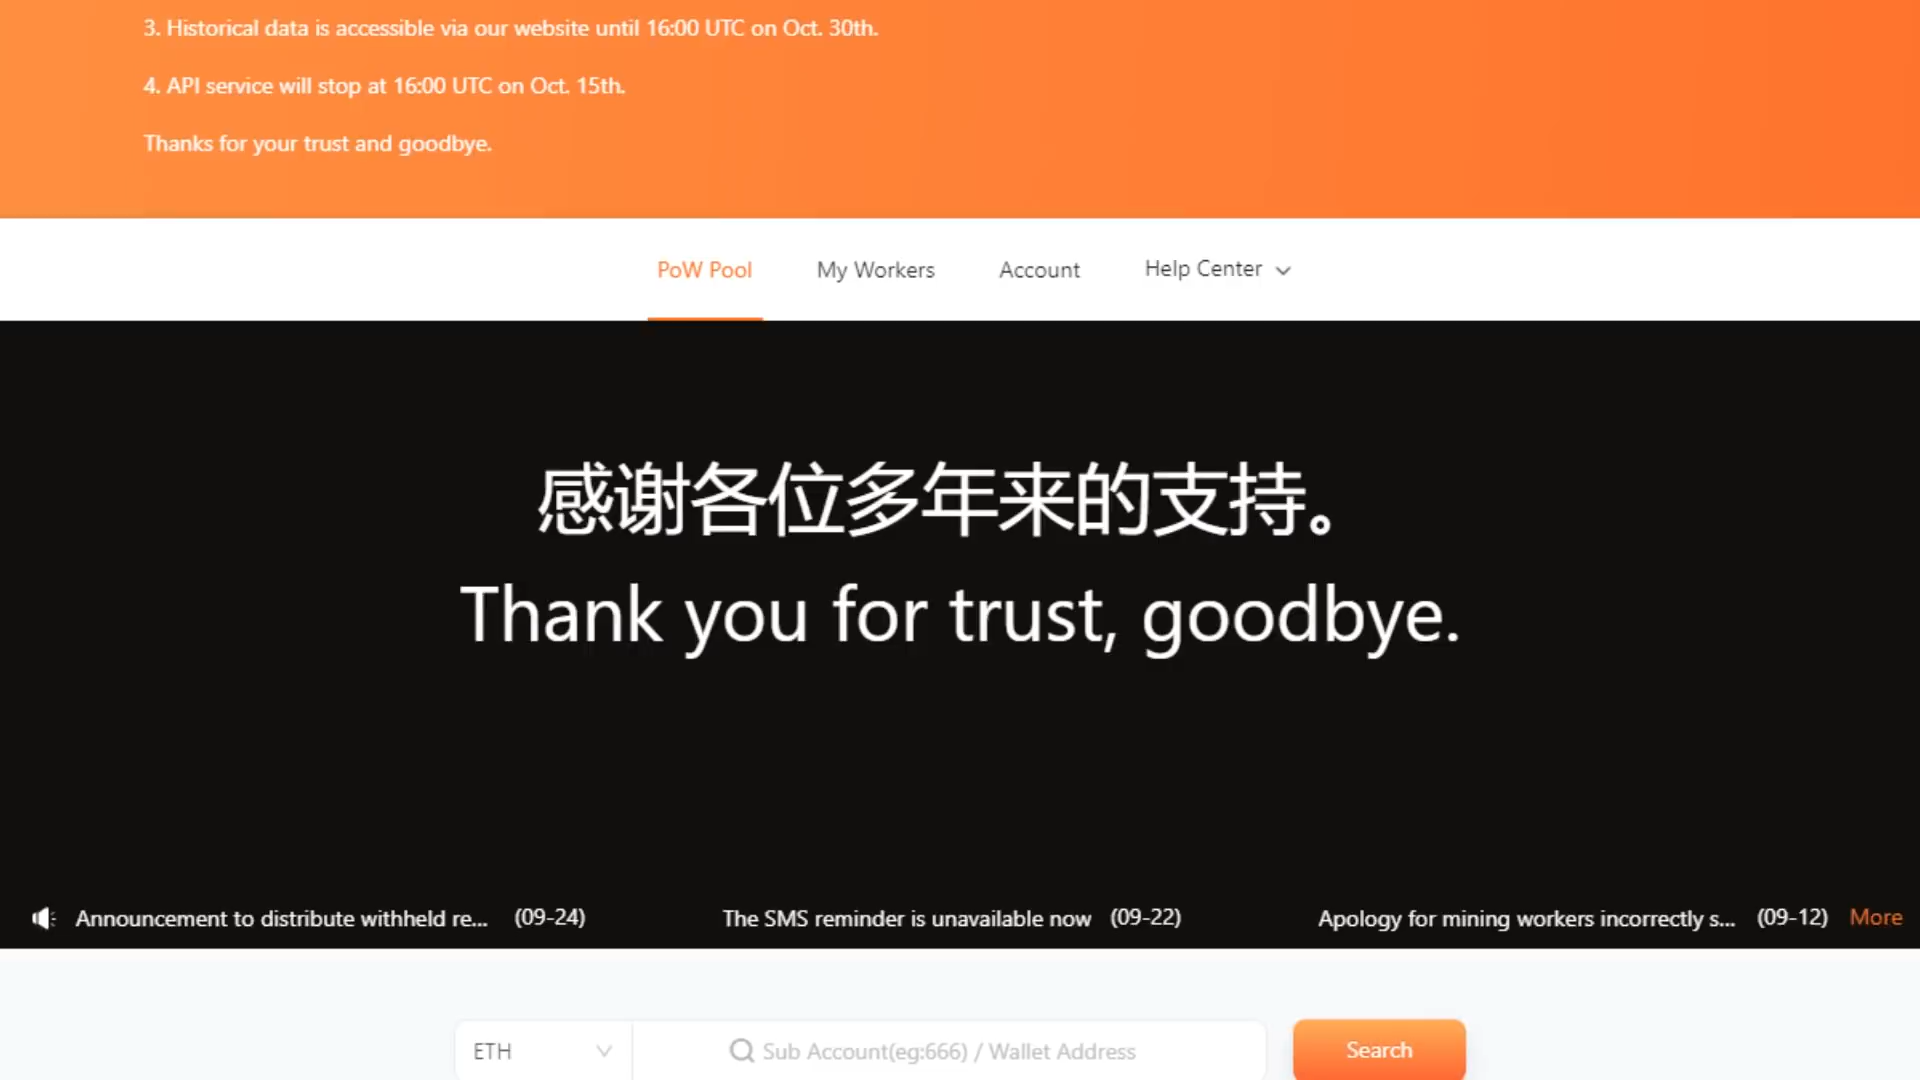 3. Historical data is accessible via our website until 16:00 UTC on Oct. 30th.
4. API service will stop at 16:00 UTC on Oct. 15th.
Thanks for your trust and goodbye.
PoW Pool My Workers Account Help Center
感谢各位多年来的支持。
Thank you for trust, goodbye.
Announcement to distribute withheld re... (09-24) The SMS reminder is unavailable now (09-22) Apology for mining workers incorrectly s... (09-12) More
ETH Sub Account(eg:666) / Wallet Address Search